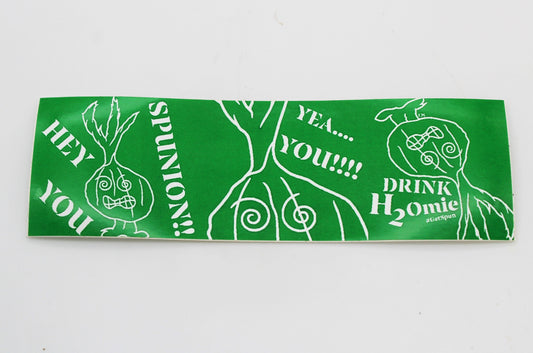 HEY
YOU
SPUNION!!
YEA....
YOU!!!!
DRINK
H2Omie
#GetSpun